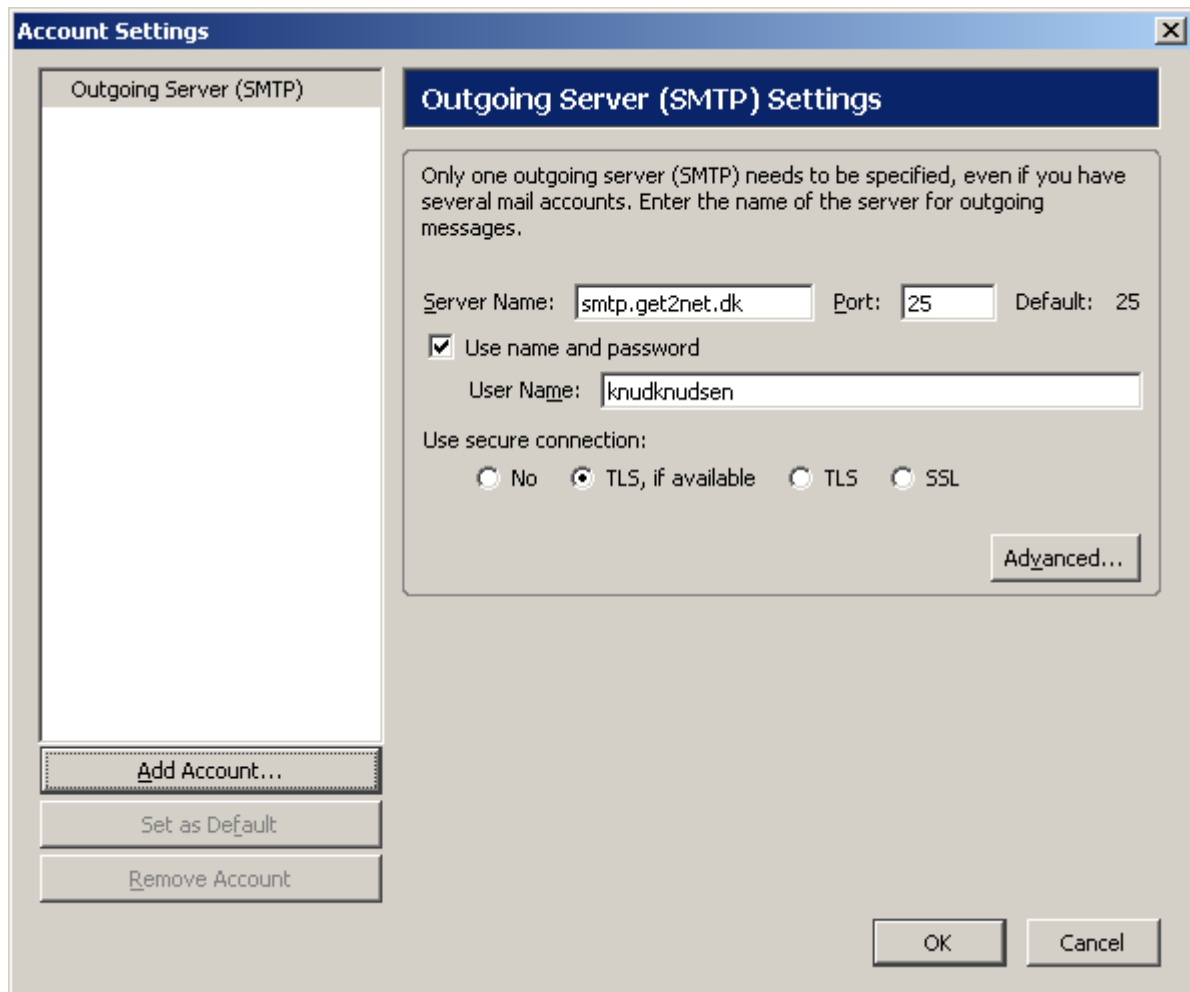 Account Settings
Outgoing Server (SMTP)
Outgoing Server (SMTP) Settings
Only one outgoing server (SMTP) needs to be specified, even if you have
several mail accounts. Enter the name of the server for outgoing
messages.
Server Name: smtp.get2net.dk Port: 25 Default: 25
Use name and password
User Name: knudknudsen
Use secure connection:
No TLS, if available TLS SSL
Advanced...
Add Account...
Set as Default
Remove Account
OK Cancel